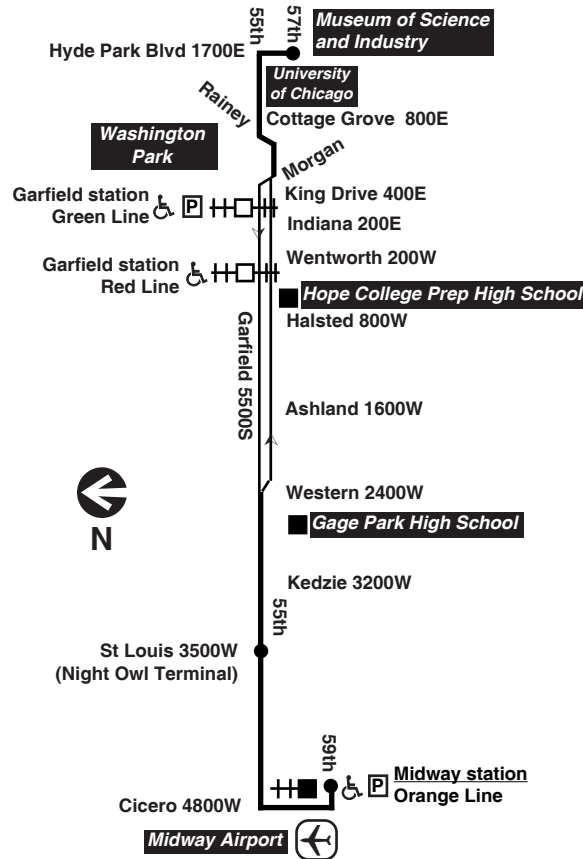 55th
57th
Museum of Science
and Industry
Hyde Park Blvd 1700E
University
of Chicago
Rainey
Cottage Grove 800E
Washington
Park
Morgan
Garfield station
Green Line
P
King Drive 400E
Indiana 200E
Wentworth 200W
Garfield station
Red Line
Hope College Prep High School
Halsted 800W
Garfield 5500S
Ashland 1600W
Western 2400W
N
Gage Park High School
Kedzie 3200W
55th
St Louis 3500W
(Night Owl Terminal)
59th
P
Midway station
Orange Line
Cicero 4800W
Midway Airport